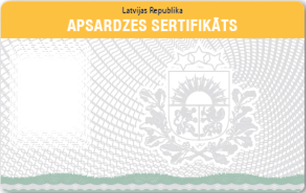 Latvijas Republika
APSARDZES SERTIFIKĀTS